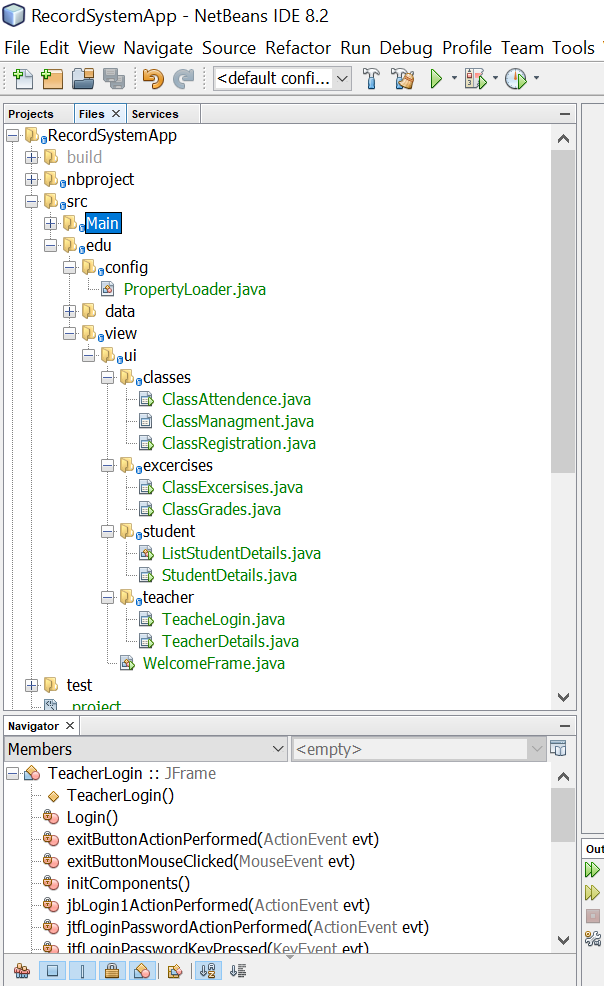 RecordSystemApp - NetBeans IDE 8.2
File Edit View Navigate Source Refactor Run Debug Profile Team Tools
<default confi...
Projects Files Services
RecordSystemApp
build
nbproject
src
Main
edu
config
PropertyLoader.java
data
view
ui
classes
ClassAttendence.java
ClassManagment.java
ClassRegistration.java
excercises
ClassExcersises.java
ClassGrades.java
student
ListStudentDetails.java
StudentDetails.java
teacher
TeacheLogin.java
TeacherDetails.java
WelcomeFrame.java
test
.project
Navigator
Members <empty>
TeacherLogin :: JFrame
TeacherLogin()
Login()
exitButtonActionPerformed(ActionEvent evt)
exitButtonMouseClicked(MouseEvent evt)
initComponents()
jbLogin1ActionPerformed(ActionEvent evt)
jtfLoginPasswordActionPerformed(ActionEvent evt)
jtfLoginPasswordKeyPressed(KeyEvent evt)
Out